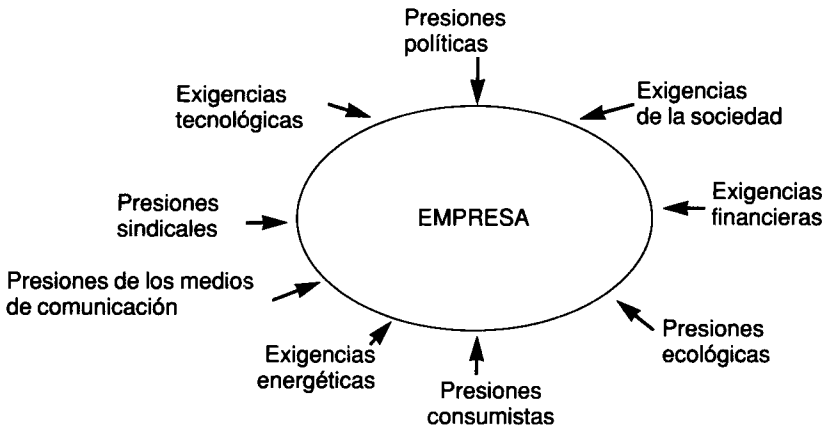 Presiones
políticas
Exigencias
tecnológicas
Exigencias
de la sociedad
Presiones
sindicales
EMPRESA
Exigencias
financieras
Presiones de los medios
de comunicación
Exigencias
energéticas
Presiones
consumistas
Presiones
ecológicas